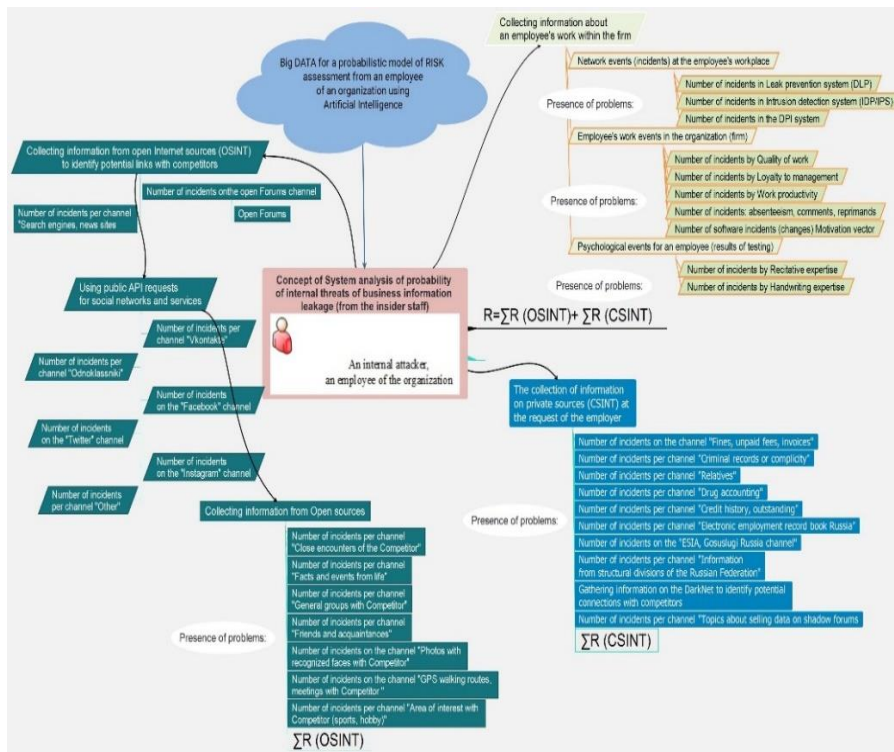 Big DATA for a probabilistic model of RISK
assessment from an employee
of an organization using
Artificial Intelligence
Collecting information about
an employee's work within the firm
Network events (incidents) at the employee's workplace
Presence of problems:
Number of incidents in Leak prevention system (DLP)
Number of incidents in Intrusion detection system (IDP/IPS)
Number of incidents in the DPI system
Employee's work events in the organization (firm)
Presence of problems:
Number of incidents by Quality of work
Number of incidents by Loyalty to management
Number of incidents by Work productivity
Number of incidents: absenteeism, comments, reprimands
Number of software incidents (changes) Motivation vector
Psychological events for an employee (results of testing)
Presence of problems:
Number of incidents by Recitative expertise
Number of incidents by Handwriting expertise
Collecting information from open Internet sources (OSINT)
to identify potential links with competitors
Number of incidents onthe open Forums channel
Open Forums
Number of incidents per channel
"Search engines, news sites
Using public API requests
for social networks and services
Number of Incidents per
channel "Vkontakte"
Number of incidents per
channel "Odnoklassniki"
Number of incidents
on the "Facebook" channel
Number of incidents
on the "Twitter" channel
Number of incidents
on the "Instagram" channel
Number of incidents
per channel "Other"
Concept of System analysis of probability
of internal threats of business information
leakage (from the insider staff)
An internal attacker,
an employee of the organization
R=∑R (OSINT)+ ∑R (CSINT)
The collection of information
on private sources (CSINT) at
the request of the employer
Presence of problems:
Number of incidents on the channel "Fines, unpaid fees, invoices"
Number of incidents per channel "Criminal records or complicity"
Number of incidents per channel "Relatives"
Number of incidents per channel "Drug accounting"
Number of incidents per channel "Credit history, outstanding"
Number of incidents per channel "Electronic employment record book Russia"
Number of incidents on the "ESIA, Gosuslugi Russia channel"
Number of incidents per channel "Information
from structural divisions of the Russian Federation"
Gathering information on the DarkNet to identify potential
connections with competitors
Number of incidents per channel "Topics about selling data on shadow forums
∑R (CSINT)
Collecting information from Open sources
Presence of problems:
Number of incidents per channel
"Close encounters of the Competitor"
Number of incidents per channel
"Facts and events from life"
Number of incidents per channel
"General groups with Competitor"
Number of incidents per channel
"Friends and acquaintances"
Number of incidents on the channel "Photos with
recognized faces with Competitor"
Number of incidents on the channel "GPS walking routes,
meetings with Competitor "
Number of incidents per channel "Area of interest with
Competitor (sports, hobby)"
∑R (OSINT)